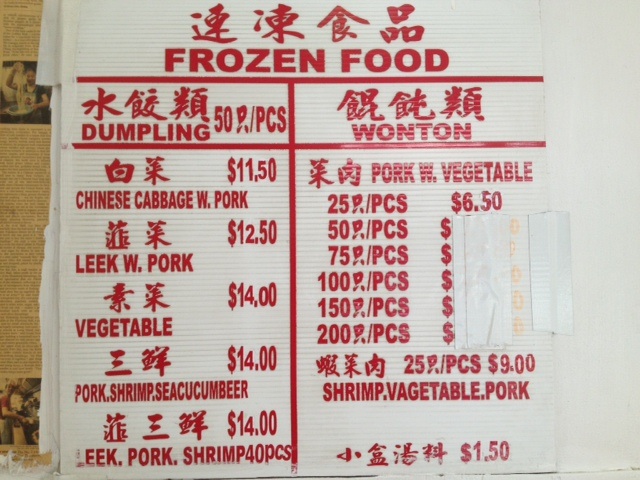 速凍食品
FROZEN FOOD
水餃類 50只/PCS
DUMPLING
白菜 $11.50
CHINESE CABBAGE W. PORK
韮菜 $12.50
LEEK W. PORK
素菜 $14.00
VEGETABLE
三鮮 $14.00
PORK.SHRIMP.SEACUCUMBEER
韮三鮮 $14.00
EEK. PORK. SHRIMP40pcs
餛飩類
WONTON
菜肉 PORK W. VEGETABLE
25只/PCS $6.50
50只/PCS $
75只/PCS $
100只/PCS $
150只/PCS $
200只/PCS $
蝦菜肉 25只/PCS $9.00
SHRIMP.VAGETABLE.PORK
小盒湯料 $1.50